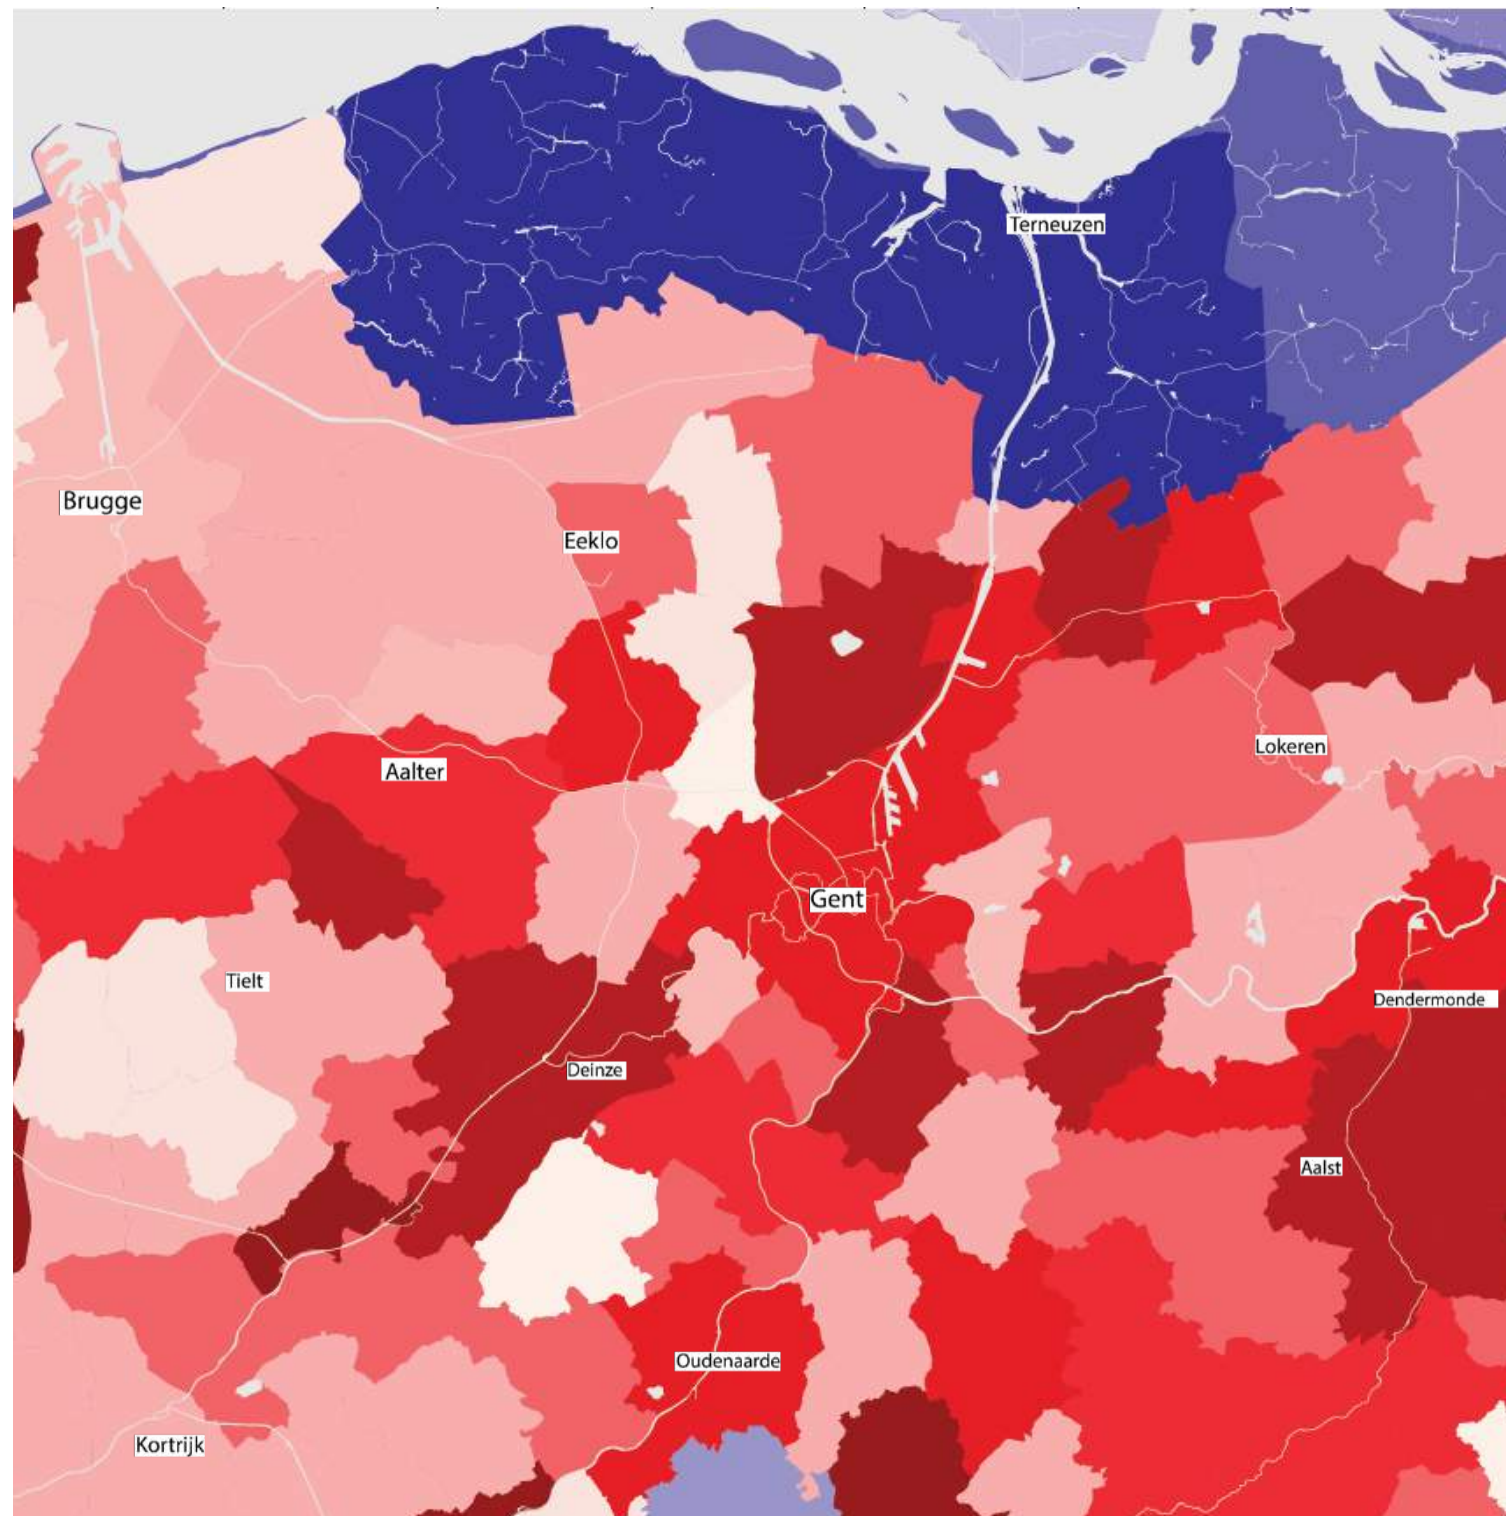 Terneuzen
Brugge
Eeklo
Lokeren
Aalter
Gent
Tielt
Dendermonde
Deinze
Aalst
Oudenaarde
Kortrijk